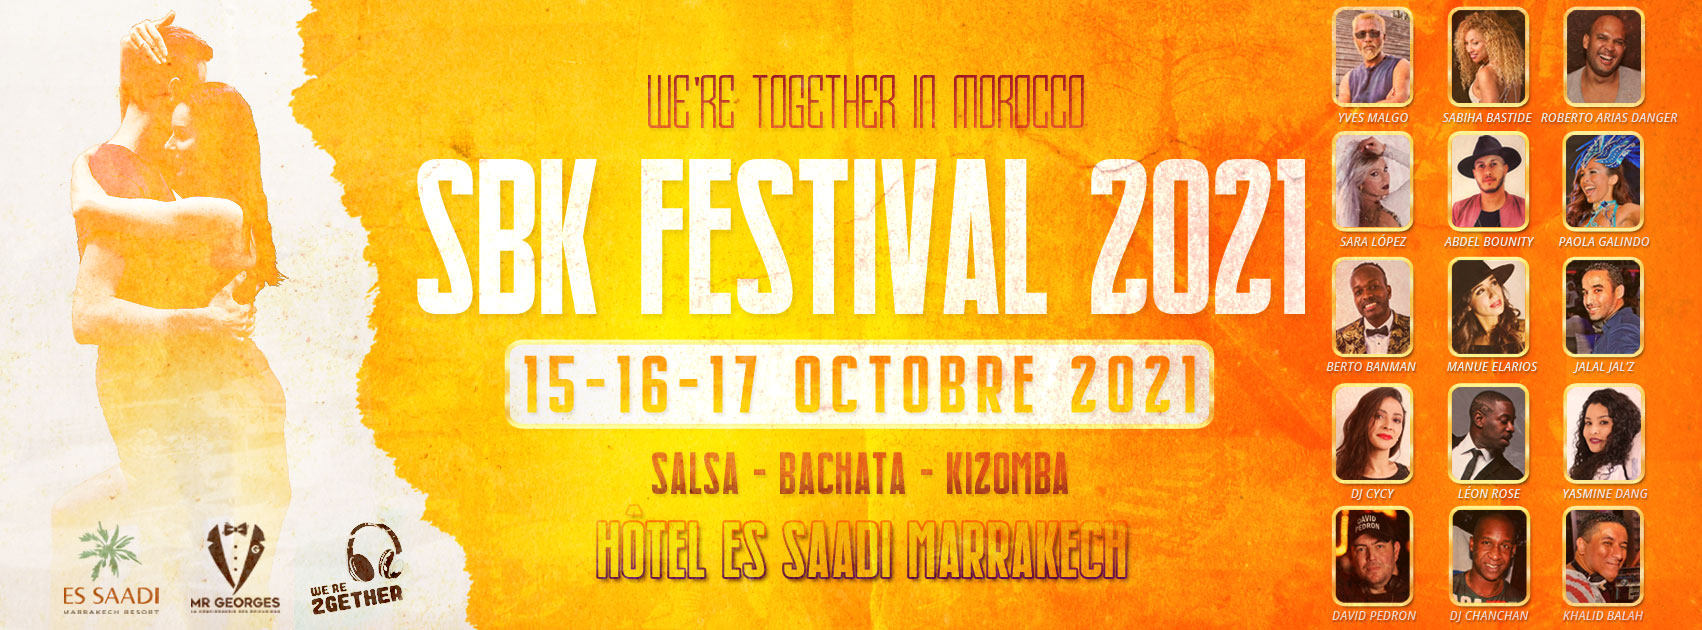 WE'RE TOGETHER IN MOROCCO
SBK FESTIVAL 2021
15-16-17 OCTOBRE 2021
SALSA - BACHATA - KIZOMBA
HÔTEL ES SAADI MARRAKECH
ES SAADI
MARRAKECH RESORT
G
MR GEORGES
WE'RE
2GETHER
YVES MALGO
SABIHA BASTIDE
ROBERTO ARIAS DANGER
SARA LÓPEZ
ABDEL BOUNITY
PAOLA GALINDO
BERTO BANMAN
MANUE ELARIOS
JALAL JAL'Z
DJ CYCY
LÉON ROSE
YASMINE DANG
DAVID
PEDRON
DAVID PEDRON
DJ CHANCHAN
KHALID BALAH